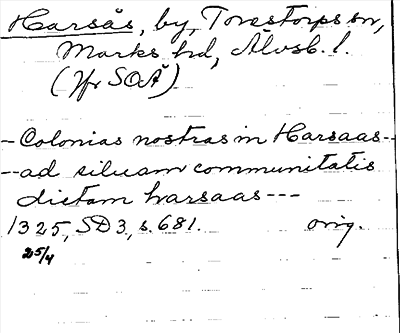 Harsås, by, Torestorps sn,
Marks hd, Älvsb. l.
(Jfr SOÄ)
- Colonias nostras in Harsaas--
--ad siluam communitatis
dictam harsaas---
1325, SD 3, s. 681. orig.
25/4